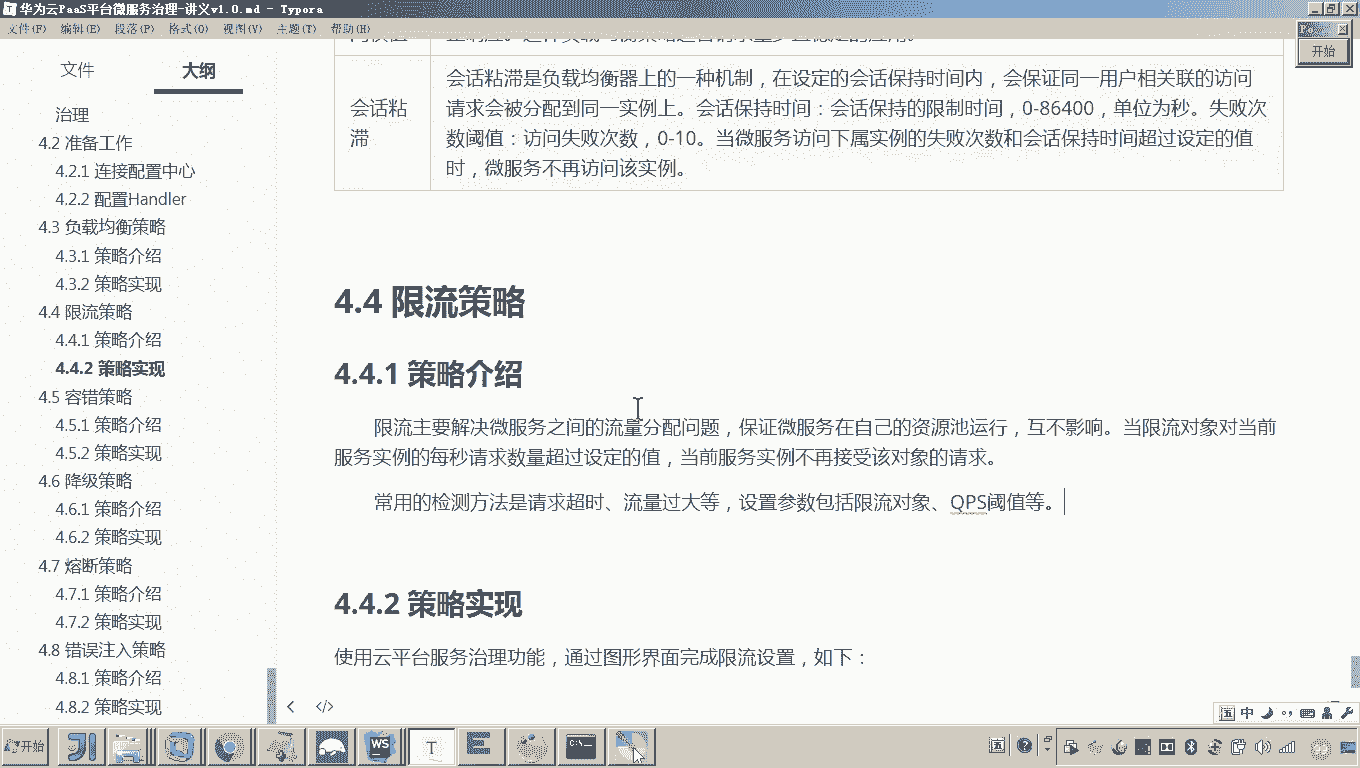 华为云PaaS平台微服务治理-讲义v1.0.md - Typora
文件(F) 编辑(E) 段落(P) 格式(O) 视图(V) 主题(T) 帮助(H)
开始
文件 大纲
治理
4.2 准备工作
4.2.1 连接配置中心
4.2.2 配置Handler
4.3 负载均衡策略
4.3.1 策略介绍
4.3.2 策略实现
4.4 限流策略
4.4.1 策略介绍
4.4.2 策略实现
4.5 容错策略
4.5.1 策略介绍
4.5.2 策略实现
4.6 降级策略
4.6.1 策略介绍
4.6.2 策略实现
4.7 熔断策略
4.7.1 策略介绍
4.7.2 策略实现
4.8 错误注入策略
4.8.1 策略介绍
4.8.2 策略实现
会话粘
滞
会话粘滞是负载均衡器上的一种机制，在设定的会话保持时间内，会保证同一用户相关联的访问
请求会被分配到同一实例上。会话保持时间：会话保持的限制时间，0-86400，单位为秒。失败次
数阈值：访问失败次数，0-10。当微服务访问下属实例的失败次数和会话保持时间超过设定的值
时，微服务不再访问该实例。
4.4 限流策略
4.4.1 策略介绍
限流主要解决微服务之间的流量分配问题，保证微服务在自己的资源池运行，互不影响。当限流对象对当前
服务实例的每秒请求数量超过设定的值，当前服务实例不再接受该对象的请求。
常用的检测方法是请求超时、流量过大等，设置参数包括限流对象、QPS阈值等。
4.4.2 策略实现
使用云平台服务治理功能，通过图形界面完成限流设置，如下：
</>
五 中
开始
WS
T